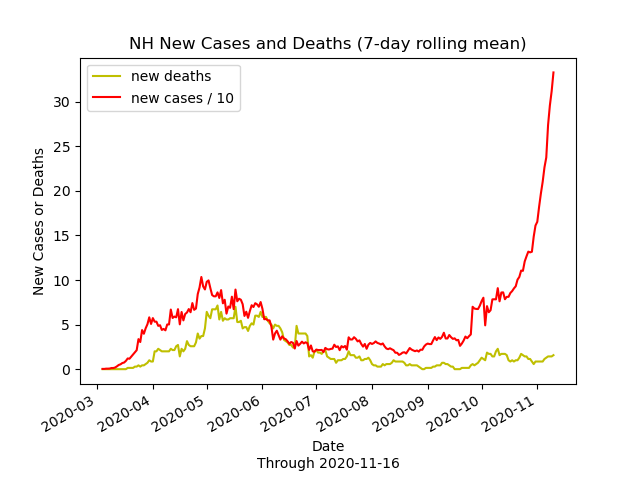 NH New Cases and Deaths (7-day rolling mean)
new deaths
new cases / 10
New Cases or Deaths
30
25
20
15
10
5
0
2020-03
2020-04
2020-05
2020-06
2020-07
2020-08
2020-09
2020-10
2020-11
Date
Through 2020-11-16